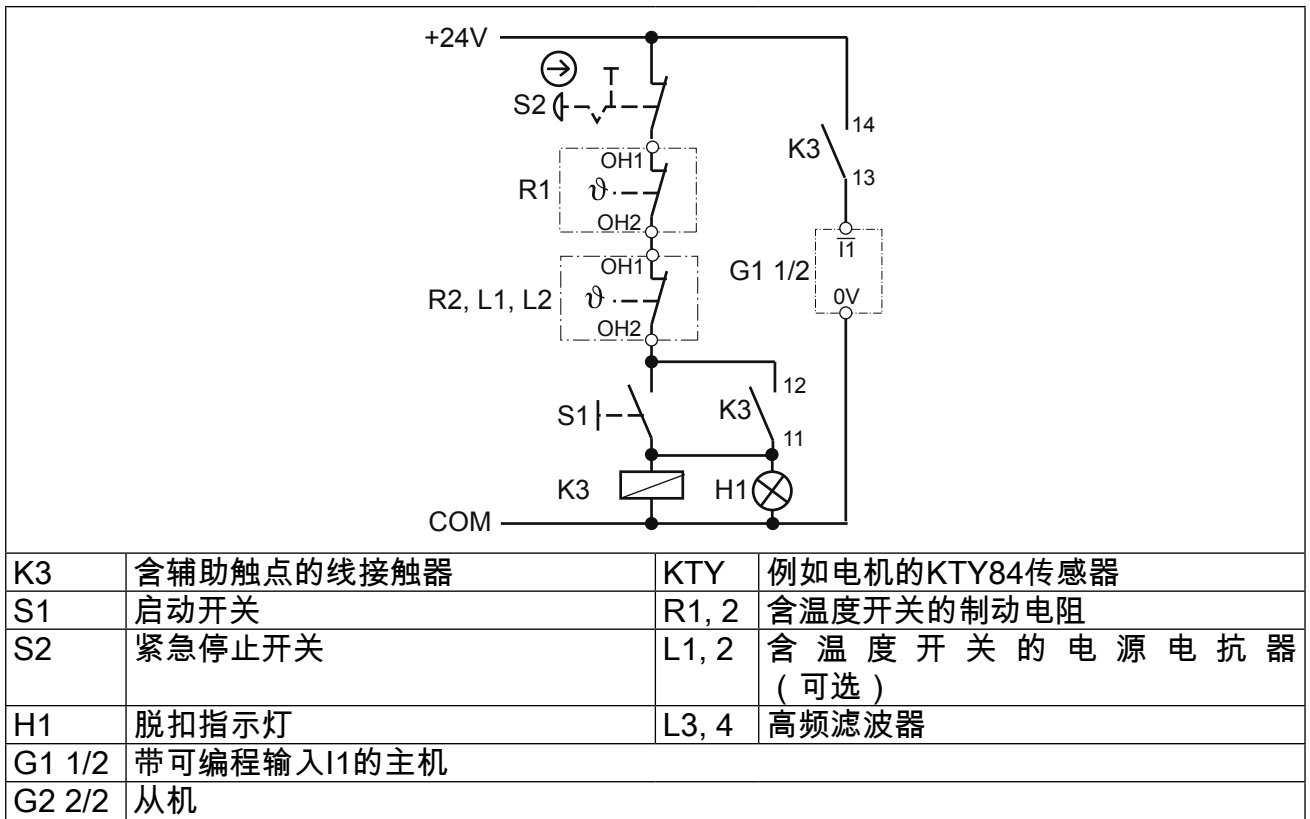 +24V
S2
OH1
R1 ϑ
OH2
OH1
R2, L1, L2 ϑ
OH2
S1
K3
12
11
K3
H1
COM
K3
14
13
I1
G1 1/2
0V
K3 含辅助触点的线接触器 KTY 例如电机的KTY84传感器
S1 启动开关 R1, 2 含温度开关的制动电阻
S2 紧急停止开关 L1, 2 含温度开关的电源电抗器
(可选)
H1 脱扣指示灯 L3, 4 高频滤波器
G1 1/2 带可编程输入I1的主机
G2 2/2 从机